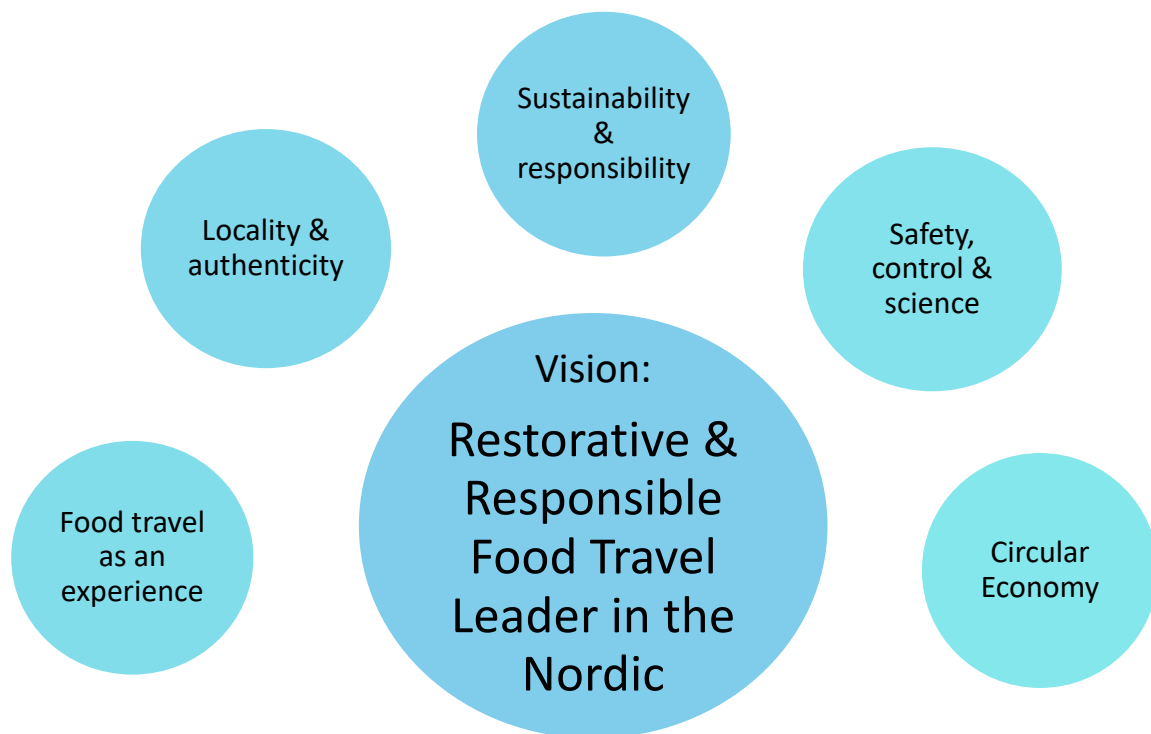 Sustainability
&
responsibility
Locality &
authenticity
Safety,
control &
science
Vision:
Restorative &
Responsible
Food Travel
Leader in the
Nordic
Food travel
as an
experience
Circular
Economy